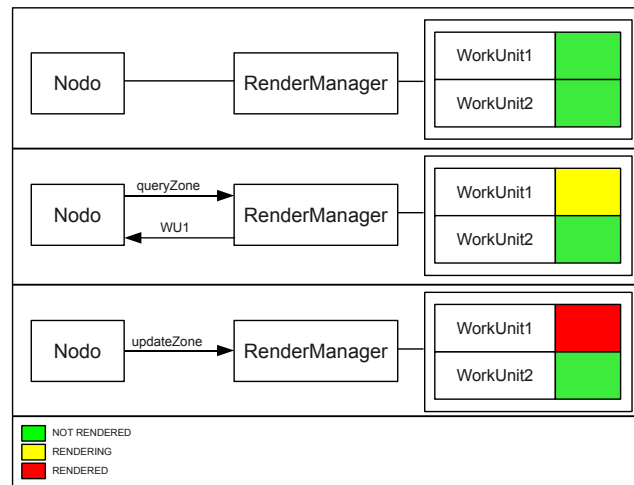 Nodo
RenderManager
WorkUnit1
WorkUnit2
queryZone
Nodo
WU1
RenderManager
WorkUnit1
WorkUnit2
updateZone
Nodo
RenderManager
WorkUnit1
WorkUnit2
NOT RENDERED
RENDERING
RENDERED